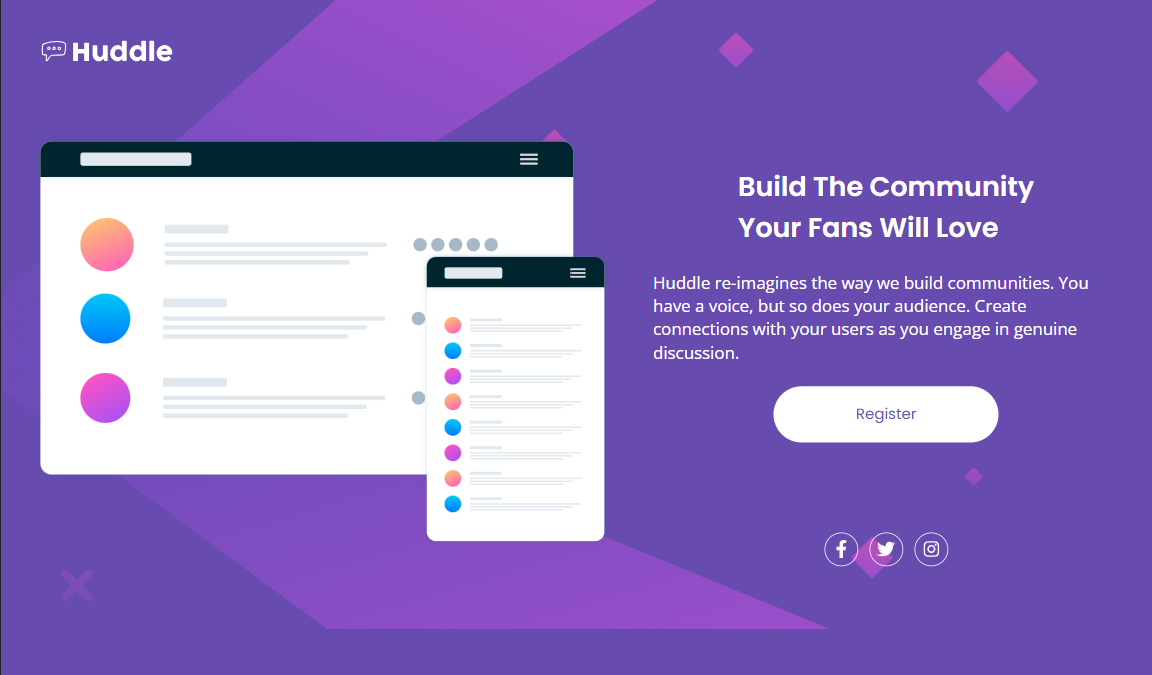 Huddle
Build The Community
Your Fans Will Love
Huddle re-imagines the way we build communities. You
have a voice, but so does your audience. Create
connections with your users as you engage in genuine
discussion.
Register